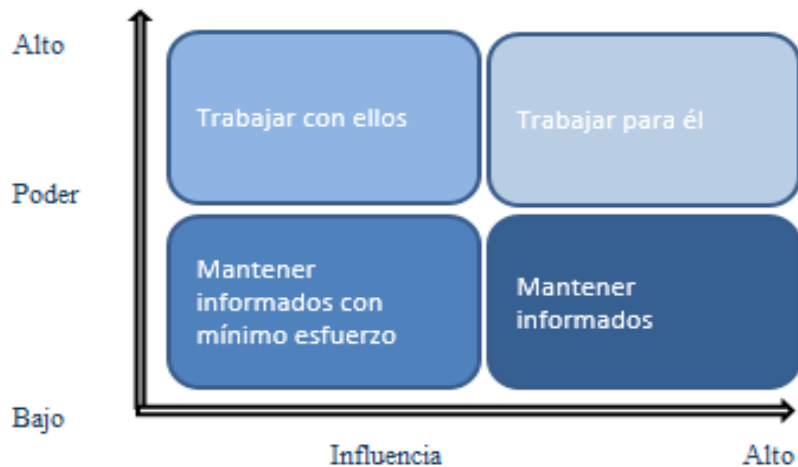 Alto
Trabajar con ellos
Trabajar para él
Poder
Mantener
informados con
mínimo esfuerzo
Mantener
informados
Bajo
Influencia
Alto